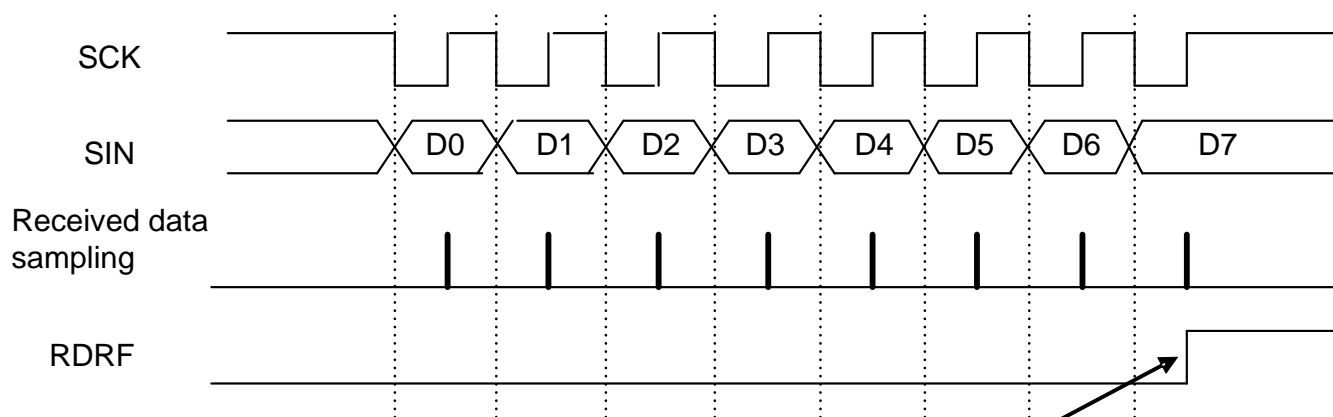 SCK
SIN
D0 D1 D2 D3 D4 D5 D6 D7
Received data
sampling
RDRF